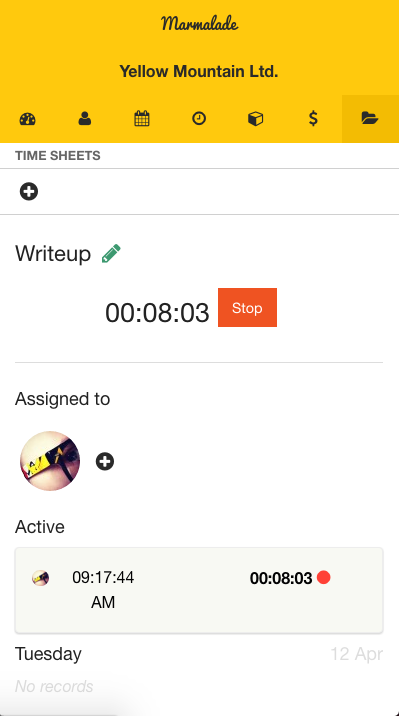 Marmalade
Yellow Mountain Ltd.
$
TIME SHEETS
Writeup
00:08:03 Stop
Assigned to
Active
09:17:44 00:08:03
AM
Tuesday 12 Apr
No records